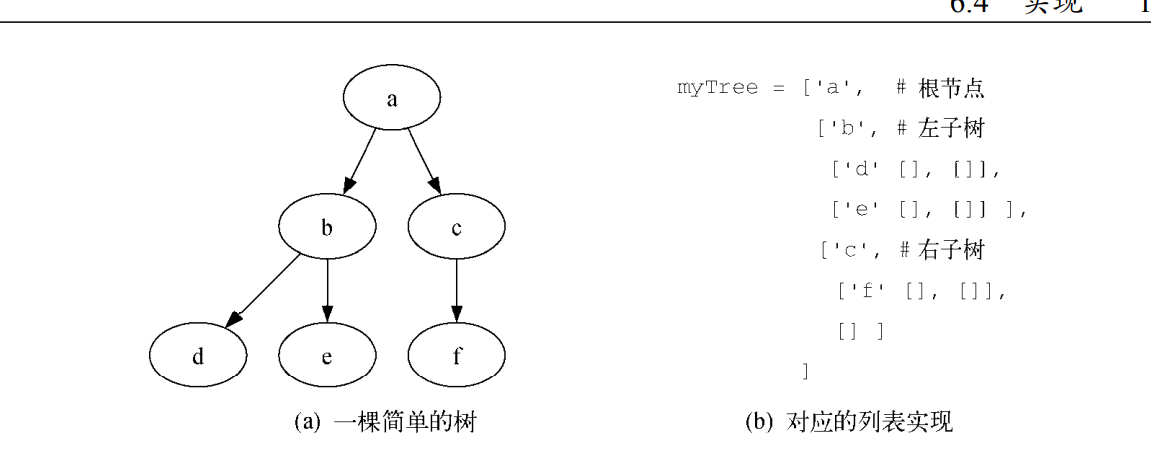 6.4 实现
a
b
c
d
e
f
(a) 一棵简单的树
myTree = ['a', # 根节点
['b', # 左子树
['d' [], []],
['e' [], []] ],
['c', # 右子树
['f' [], []],
[] ]
]
(b) 对应的列表实现